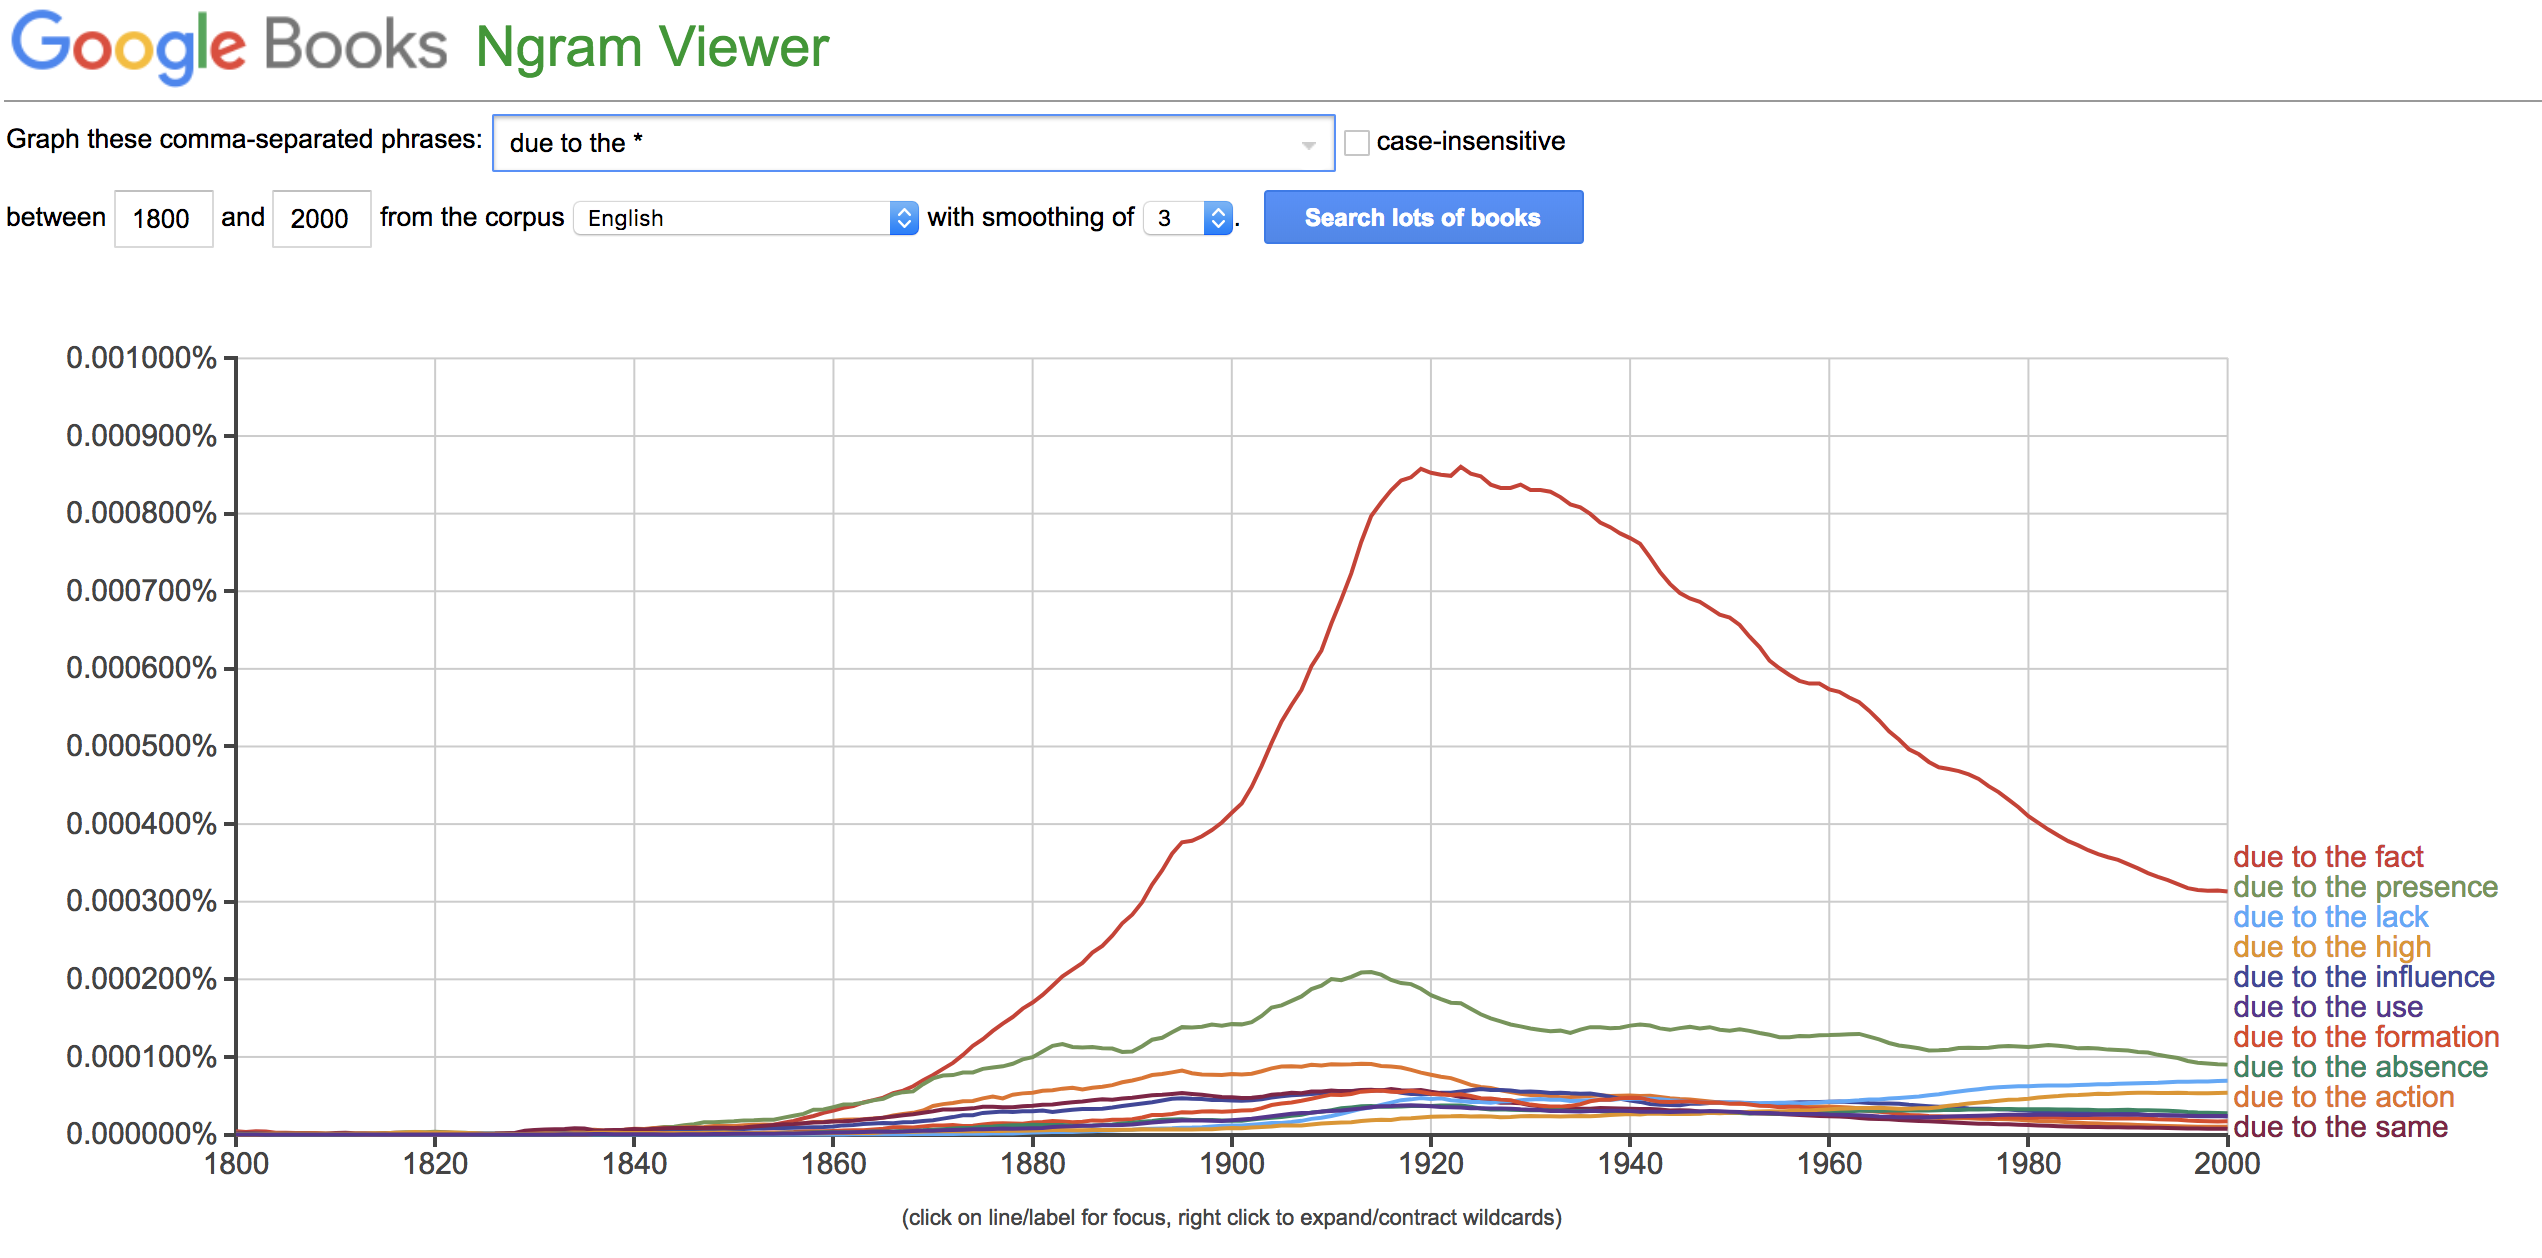 Google Books Ngram Viewer
Graph these comma-separated phrases: due to the * case-insensitive
between 1800 and 2000 from the corpus English with smoothing of 3. Search lots of books
0.001000%
0.000900%
0.000800%
0.000700%
0.000600%
0.000500%
0.000400%
0.000300%
0.000200%
0.000100%
0.000000%
due to the fact
due to the presence
due to the lack
due to the high
due to the influence
due to the use
due to the formation
due to the absence
due to the action
due to the same
1800 1820 1840 1860 1880 1900 1920 1940 1960 1980 2000
(click on line/label for focus, right click to expand/contract wildcards)